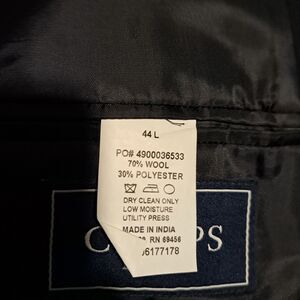 44 L
PO# 4900036533
70% WOOL
30% POLYESTER
DRY CLEAN ONLY
LOW MOISTURE
UTILITY PRESS
MADE IN INDIA
RN 69456
6177178
C PS